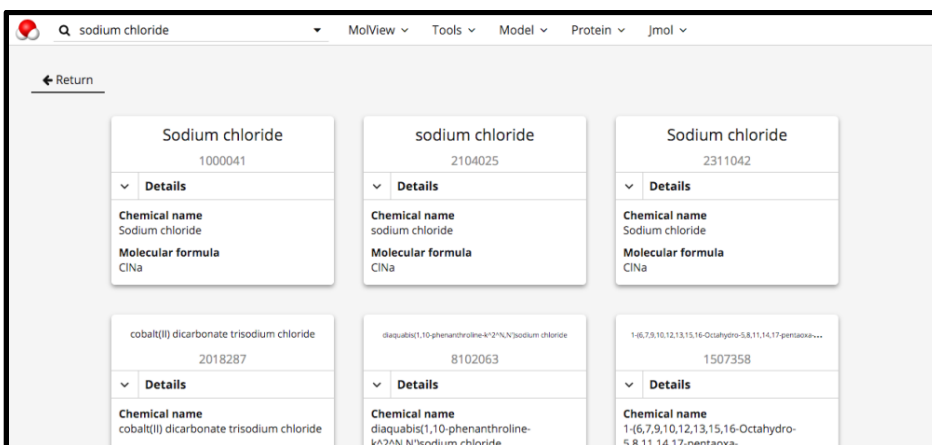 sodium chloride
MolView Tools Model Protein Jmol
Return
Sodium chloride
1000041
Details
Chemical name
Sodium chloride
Molecular formula
ClNa
sodium chloride
2104025
Details
Chemical name
sodium chloride
Molecular formula
ClNa
Sodium chloride
2311042
Details
Chemical name
Sodium chloride
Molecular formula
ClNa
cobalt(II) dicarbonate trisodium chloride
2018287
Details
Chemical name
cobalt(II) dicarbonate trisodium chloride
diaquabis(1,10-phenanthroline-k^2^N,N')sodium chloride
8102063
Details
Chemical name
diaquabis(1,10-phenanthroline-
k^2^N,N')sodium chloride
1-(6,7,9,10,12,13,15,16-Octahydro-5,8,11,14,17-pentaoxa-...
1507358
Details
Chemical name
1-(6,7,9,10,12,13,15,16-Octahydro-
5,8,11,14,17-pentaoxa-